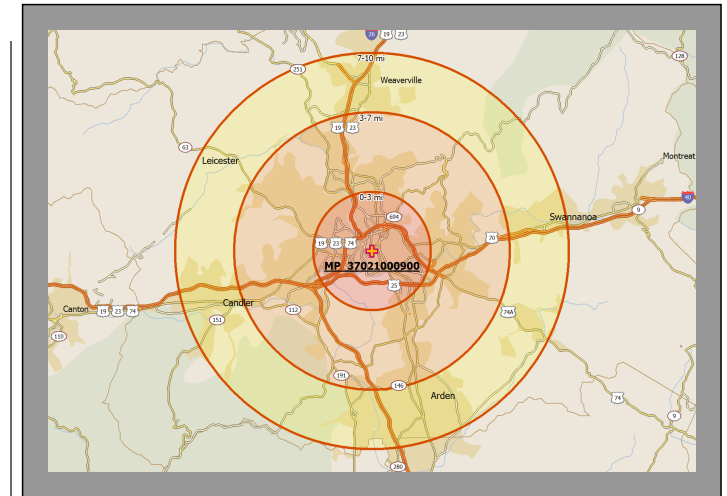 26 19 23
7-10 mi
128
251
Weaverville
3-7 mi
19 23
63
Leicester
Montreat
0-3 mi
40
9
694
Swannanoa
19 23 74
70
MP_37021000900
25
Candler
Canton 19 23 74
112
74A
151
110
191
146
74
Arden
9
280